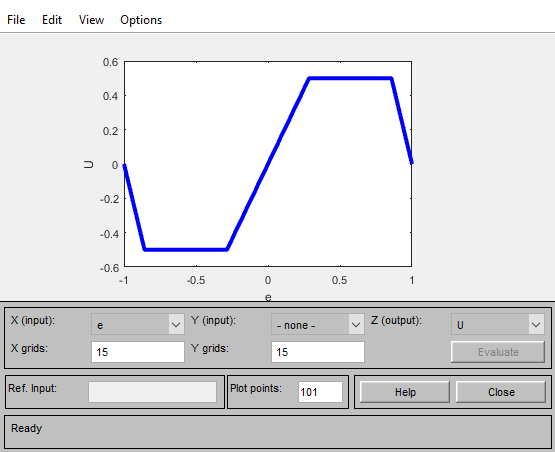 File Edit View Options
0.6
0.4
0.2
0
-0.2
-0.4
-0.6
U
-1 -0.5 0 0.5 1
e
X (input): e Y (input): - none - Z (output): U
X grids: 15 Y grids: 15 Evaluate
Ref. Input: Plot points: 101 Help Close
Ready